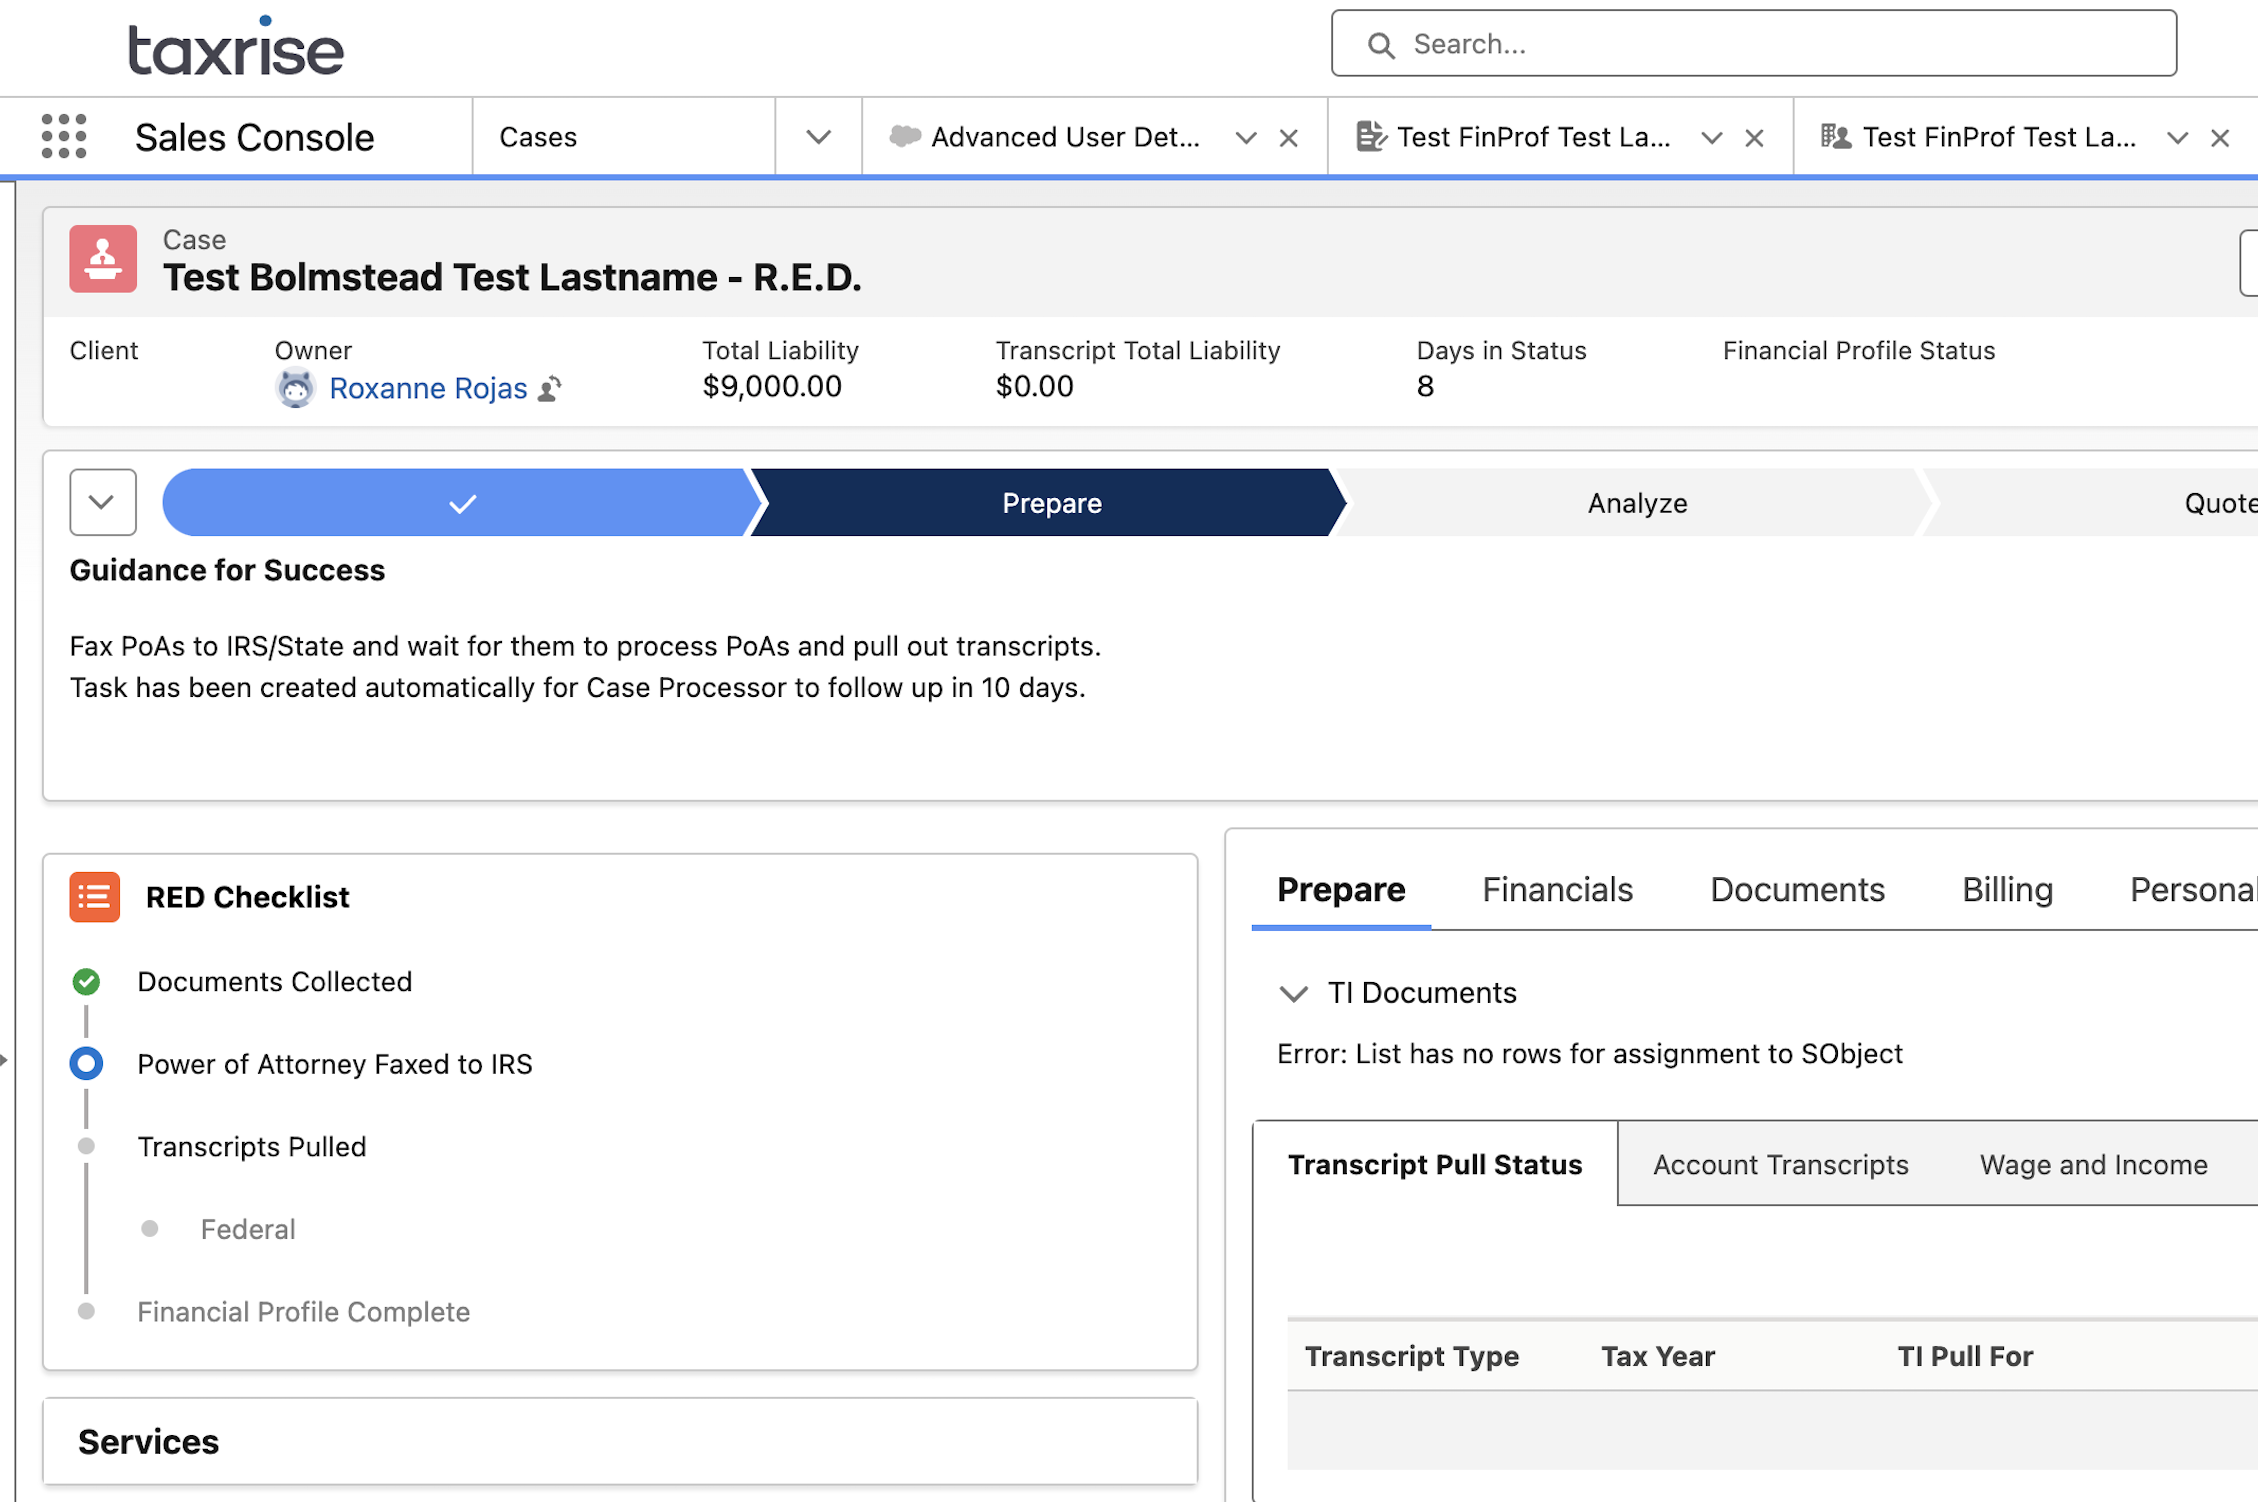 taxrise
Search...
Sales Console
Cases
Advanced User Det...
Test FinProf Test La...
Test FinProf Test La...
Case
Test Bolmstead Test Lastname - R.E.D.
Client
Owner
Total Liability
Transcript Total Liability
Days in Status
Financial Profile Status
Roxanne Rojas
$9,000.00
$0.00
8
Prepare
Analyze
Quote
Guidance for Success
Fax PoAs to IRS/State and wait for them to process PoAs and pull out transcripts.
Task has been created automatically for Case Processor to follow up in 10 days.
RED Checklist
Documents Collected
Power of Attorney Faxed to IRS
Transcripts Pulled
Federal
Financial Profile Complete
Services
Prepare
Financials
Documents
Billing
Personal
TI Documents
Error: List has no rows for assignment to SObject
Transcript Pull Status
Account Transcripts
Wage and Income
Transcript Type
Tax Year
TI Pull For